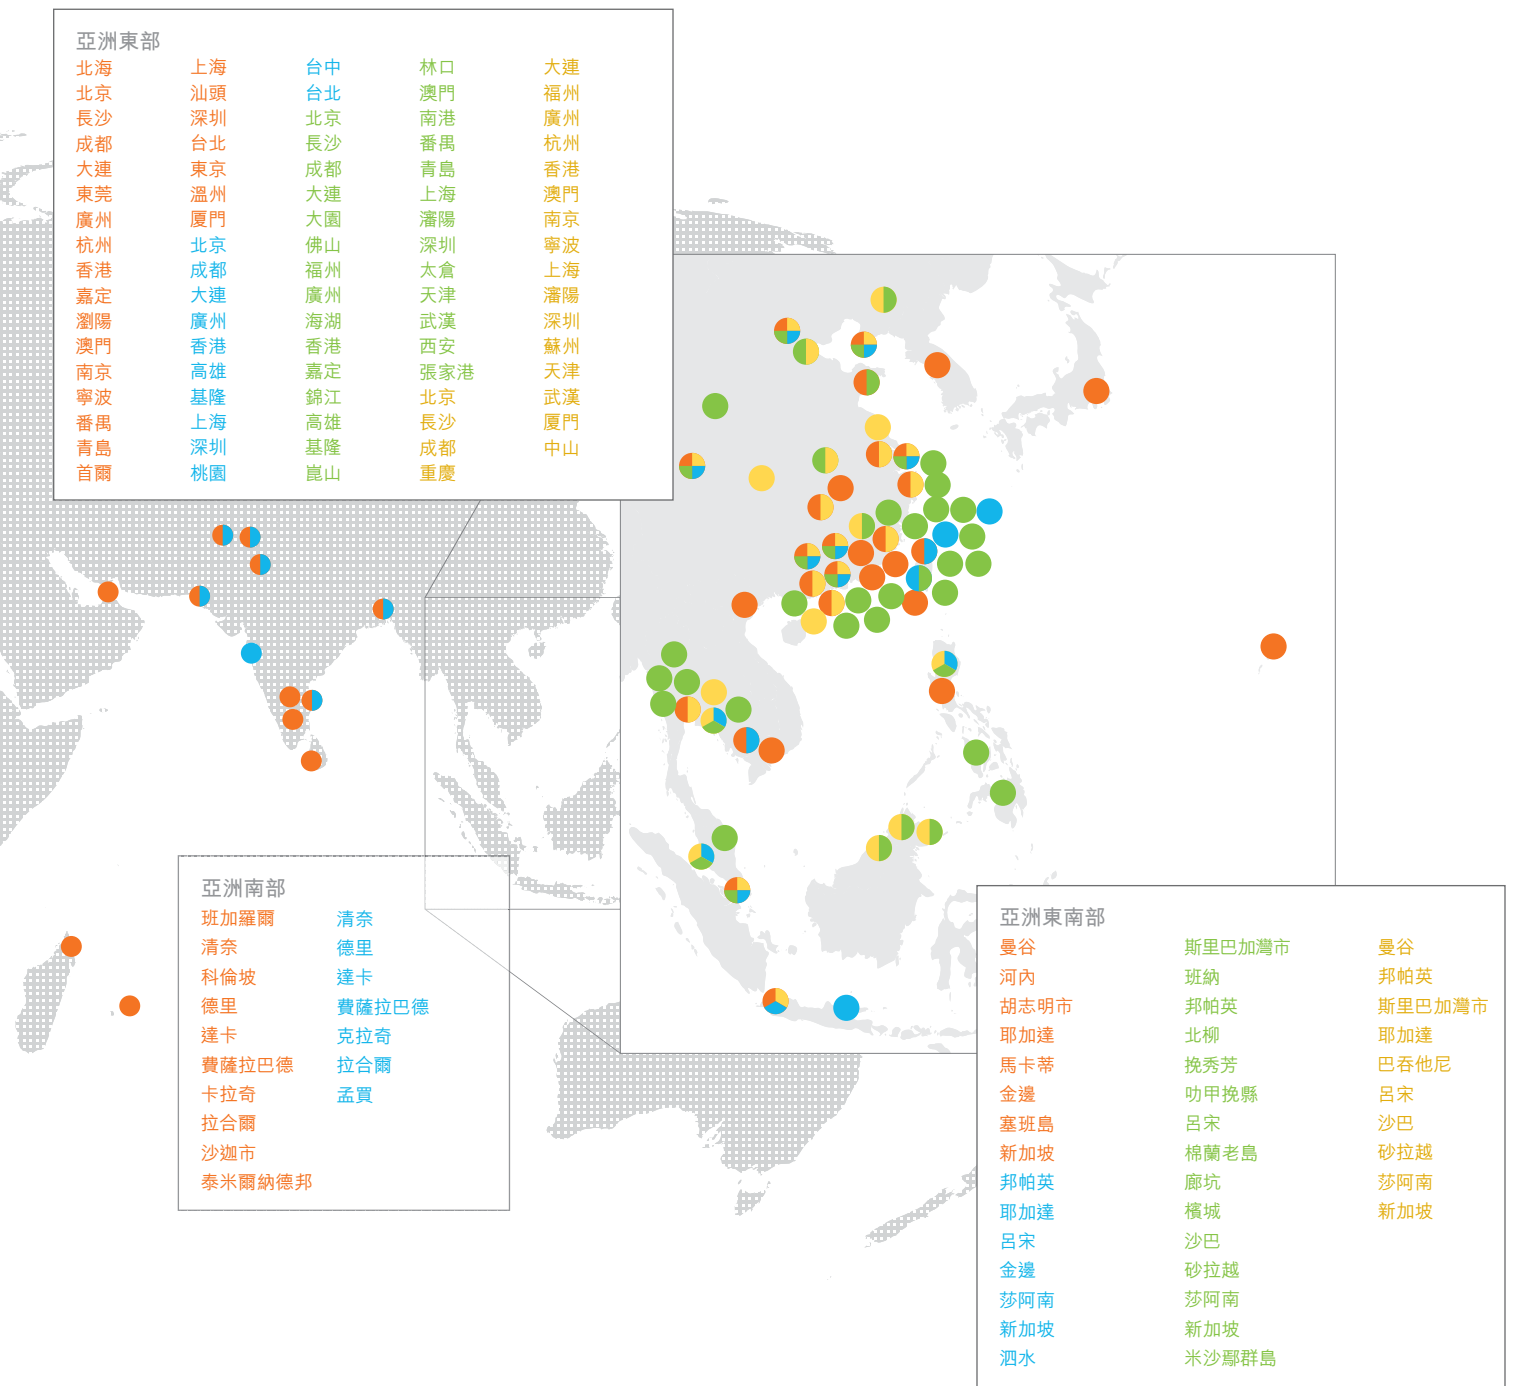 亞洲東部
北海
北京
長沙
成都
大連
東莞
廣州
杭州
香港
嘉定
瀏陽
澳門
南京
寧波
番禺
青島
首爾
上海
汕頭
深圳
台北
東京
溫州
厦門
北京
成都
大連
廣州
香港
高雄
基隆
上海
深圳
桃園
台中
台北
北京
長沙
成都
大連
大園
佛山
福州
廣州
海湖
香港
嘉定
錦江
高雄
基隆
崑山
林口
澳門
南港
番禺
青島
上海
瀋陽
深圳
太倉
天津
武漢
西安
張家港
北京
長沙
成都
重慶
大連
福州
廣州
杭州
香港
澳門
南京
寧波
上海
瀋陽
深圳
蘇州
天津
武漢
厦門
中山
亞洲南部
班加羅爾
清奈
科倫坡
德里
達卡
費薩拉巴德
卡拉奇
拉合爾
沙迦市
泰米爾納德邦
清奈
德里
達卡
費薩拉巴德
克拉奇
拉合爾
孟買
亞洲東南部
曼谷
河內
胡志明市
耶加達
馬卡蒂
金邊
塞班島
新加坡
邦帕英
耶加達
呂宋
金邊
莎阿南
新加坡
泗水
斯里巴加灣市
班納
邦帕英
北柳
挽秀芳
叻甲挽縣
呂宋
棉蘭老島
廊坑
檳城
沙巴
砂拉越
莎阿南
新加坡
米沙鄢群島
曼谷
邦帕英
斯里巴加灣市
耶加達
巴吞他尼
呂宋
沙巴
砂拉越
莎阿南
新加坡